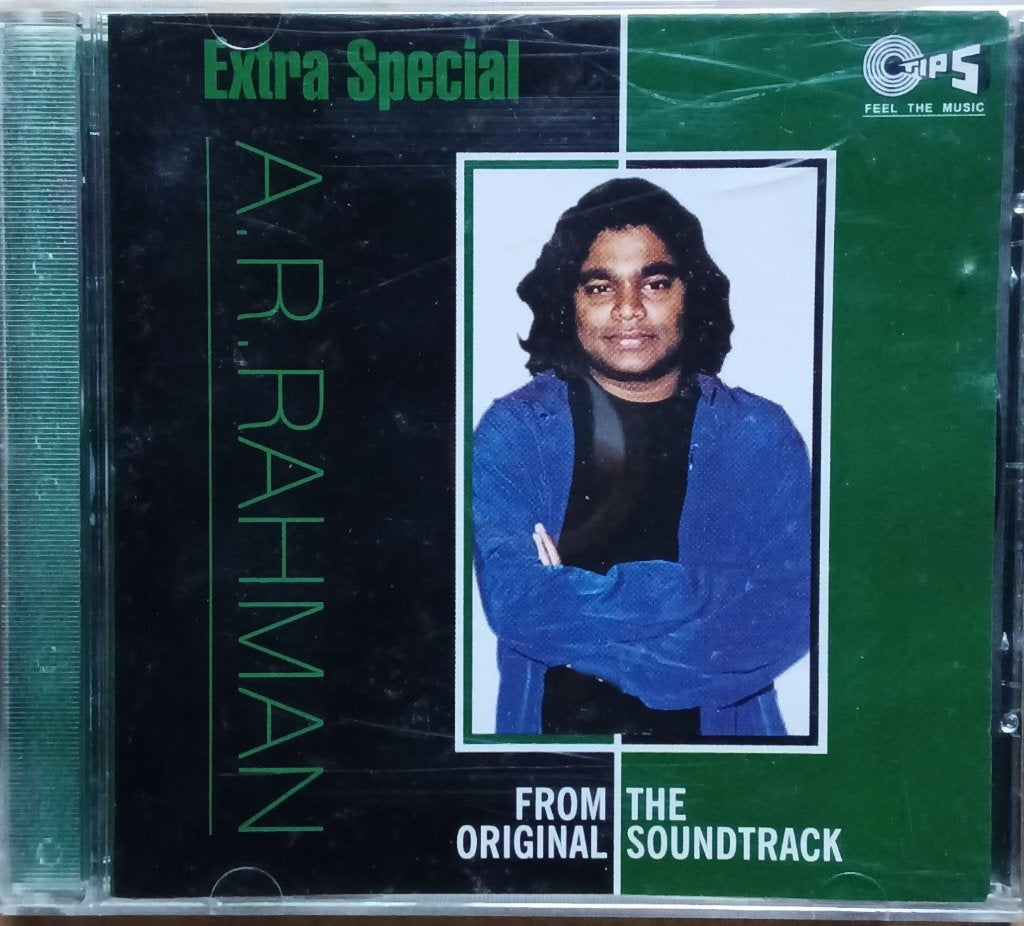 Extra Special
TIPS
FEEL THE MUSIC
A.R.RAHMAN
FROM THE
ORIGINAL SOUNDTRACK